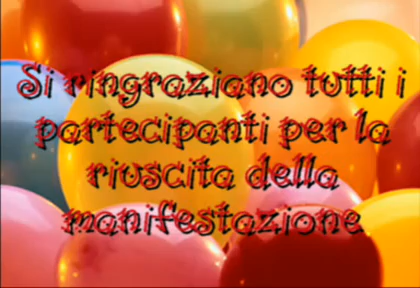 Si ringraziano tutti i
partecipanti per la
riuscita della
manifestazione